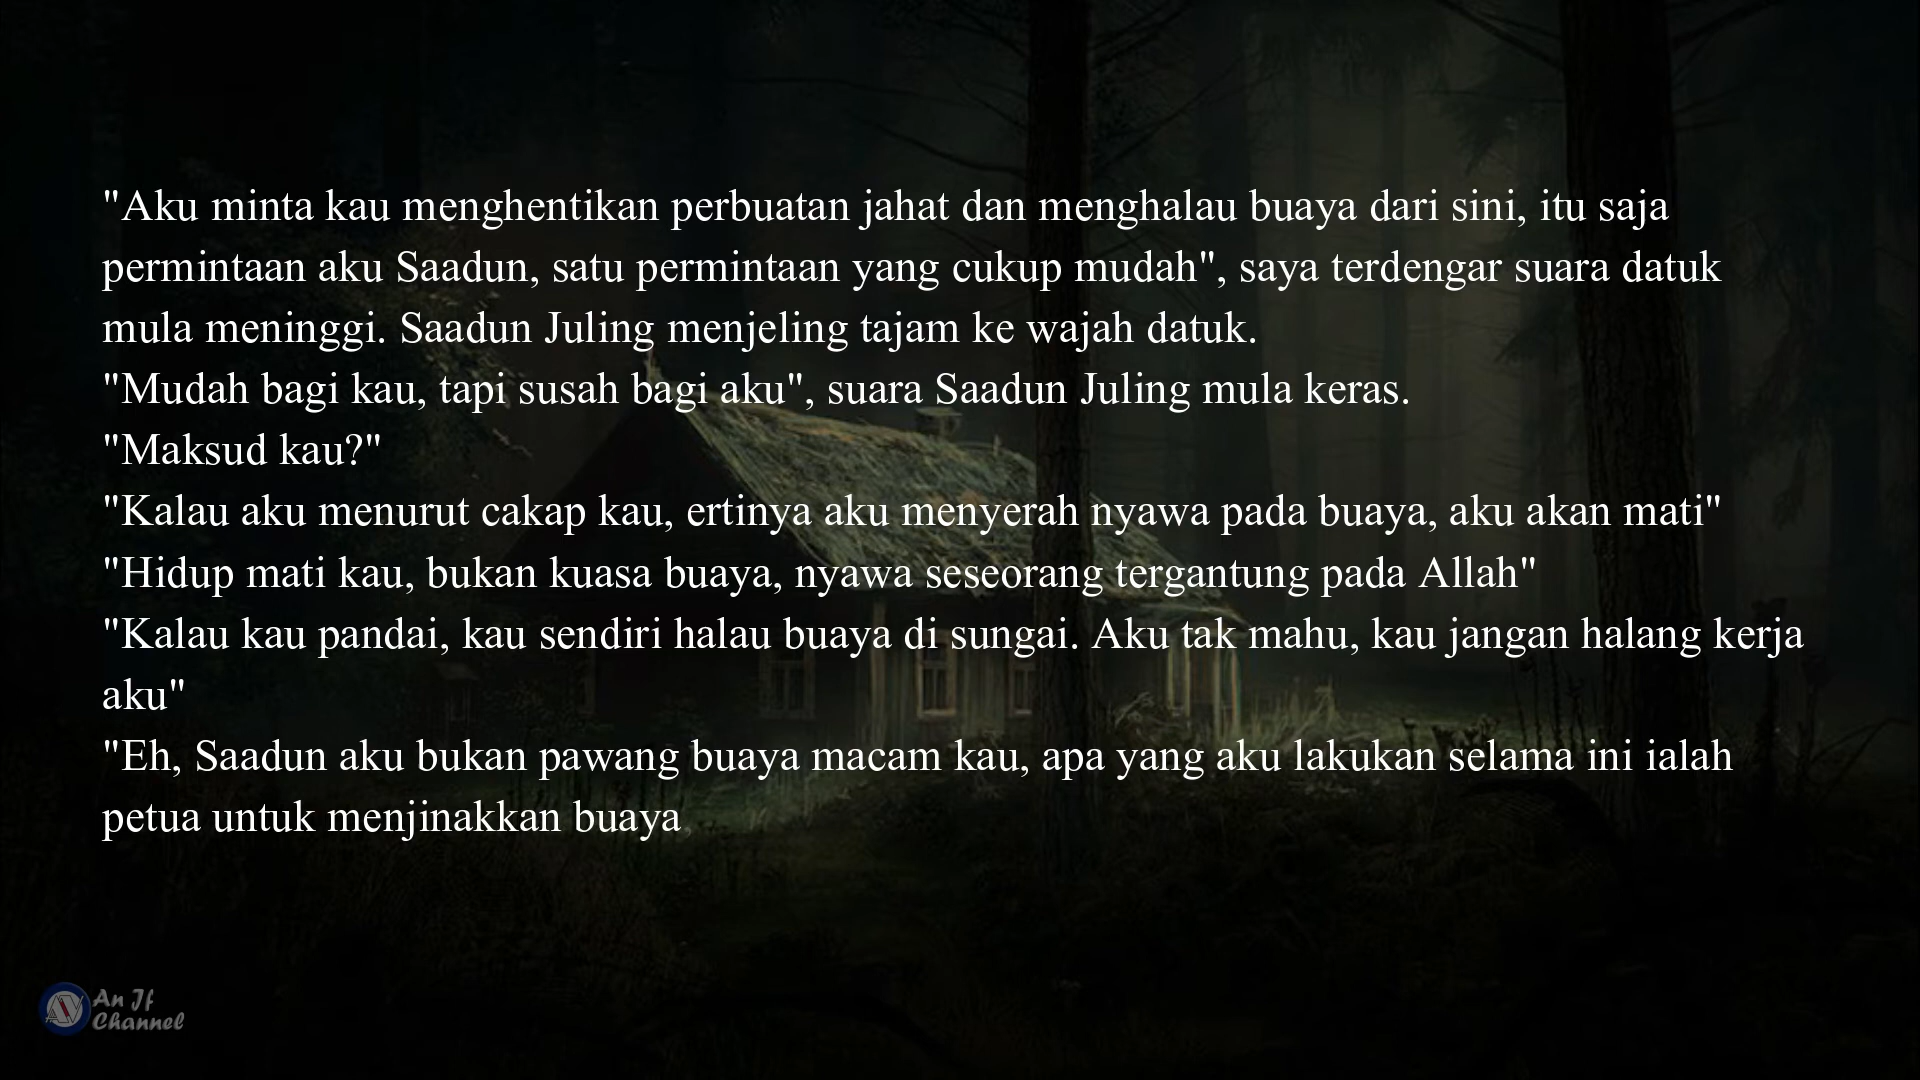 "Aku minta kau menghentikan perbuatan jahat dan menghalau buaya dari sini, itu saja
permintaan aku Saadun, satu permintaan yang cukup mudah", saya terdengar suara datuk
mula meninggi. Saadun Juling menjeling tajam ke wajah datuk.
"Mudah bagi kau, tapi susah bagi aku", suara Saadun Juling mula keras.
"Maksud kau?"
"Kalau aku menurut cakap kau, ertinya aku menyerah nyawa pada buaya, aku akan mati"
"Hidup mati kau, bukan kuasa buaya, nyawa seseorang tergantung pada Allah"
"Kalau kau pandai, kau sendiri halau buaya di sungai. Aku tak mahu, kau jangan halang kerja
aku"
"Eh, Saadun aku bukan pawang buaya macam kau, apa yang aku lakukan selama ini ialah
petua untuk menjinakkan buaya
An If
Channel